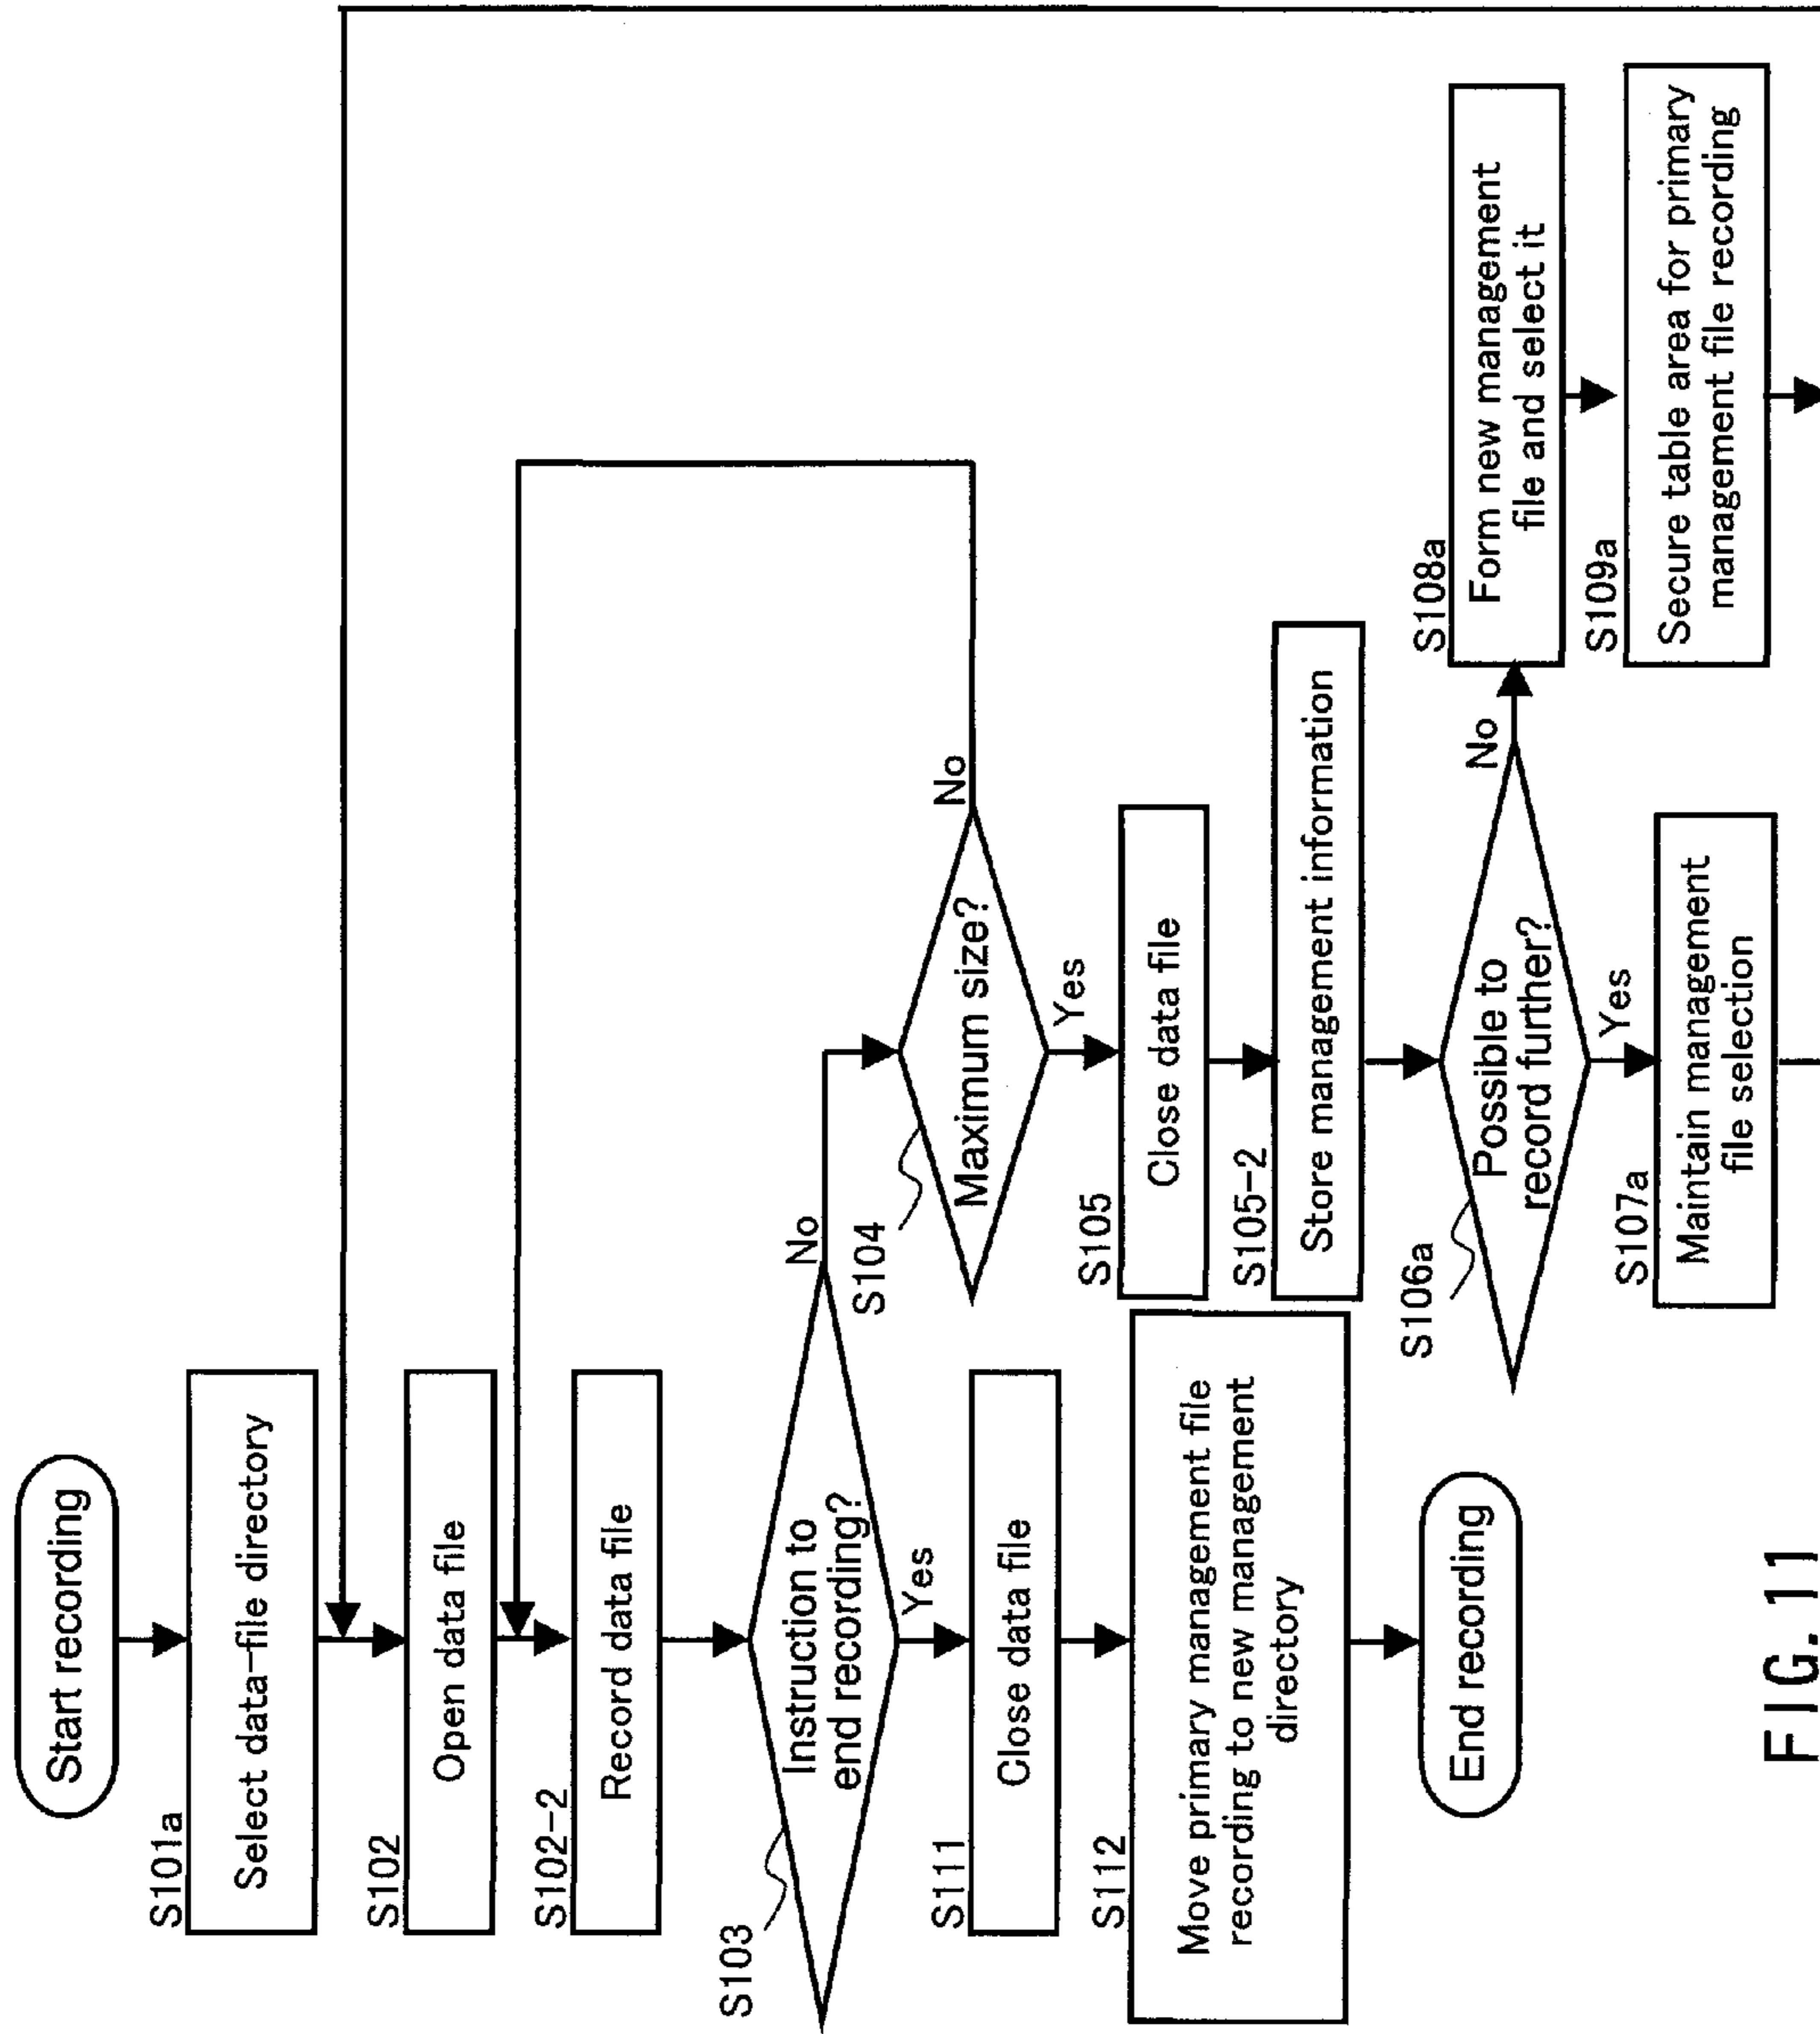 Start recording
S101a
Select data-file directory
S102
Open data file
S102-2
Record data file
S103
Instruction to
end recording?
No
Yes
S104
Maximum size?
No
Yes
S111
Close data file
S112
Move primary management file
recording to new management
directory
End recording
S105
Close data file
S105-2
Store management information
S106a
Possible to
record further?
No
Yes
S107a
Maintain management
file selection
S108a
Form new management
file and select it
S109a
Secure table area for primary
management file recording
FIG. 11